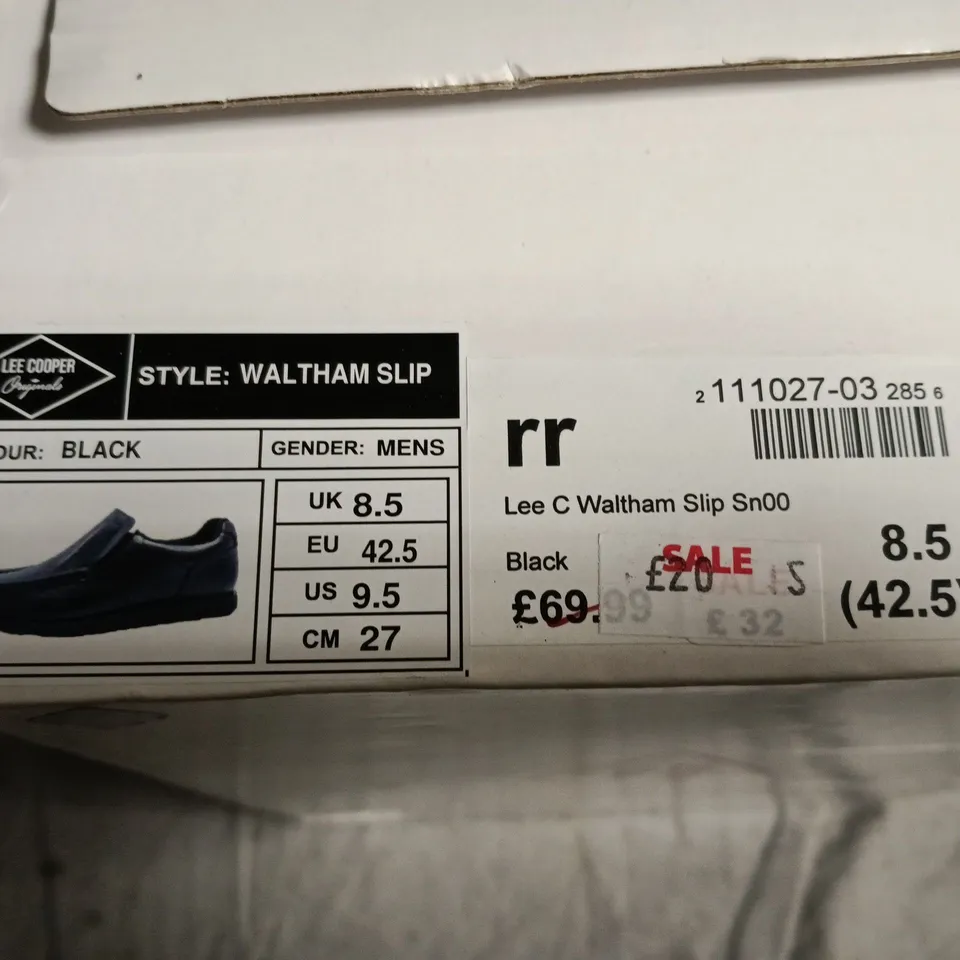 LEE COOPER
Originals
STYLE: WALTHAM SLIP
OUR: BLACK
GENDER: MENS
UK 8.5
EU 42.5
US 9.5
CM 27
2 111027-03 285 6
rr
Lee C Waltham Slip Sn00
Black
8.5
£69.99
(42.5)
SALE
£20
S
£ 32